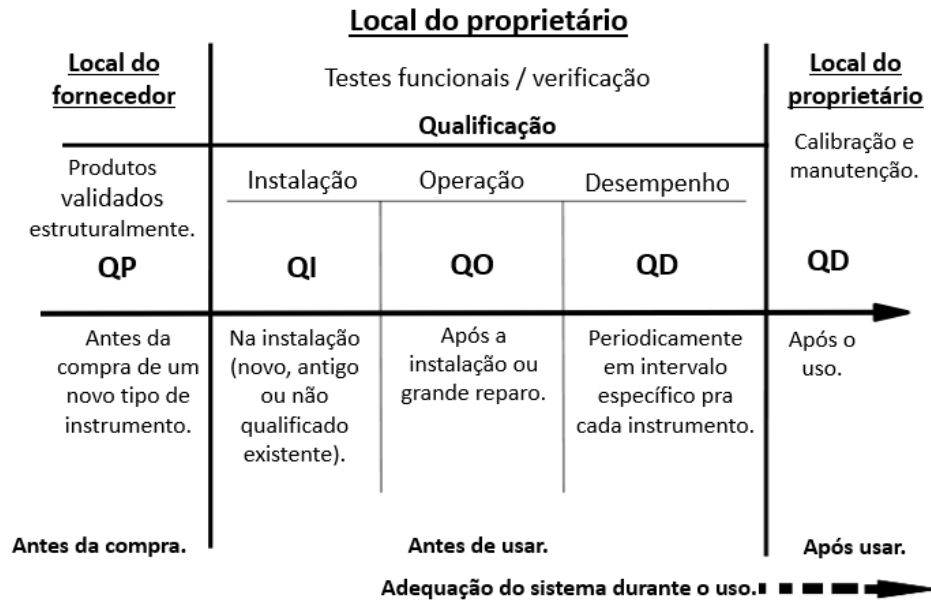 Local do proprietário
Local do
fornecedor
Testes funcionais / verificação
Local do
proprietário
Qualificação
Produtos
validados
estruturalmente.
Instalação
Operação
Desempenho
Calibração e
manutenção.
QP
QI
QO
QD
QD
Antes da
compra de um
novo tipo de
instrumento.
Na instalação
(novo, antigo
ou não
qualificado
existente).
Após a
instalação ou
grande reparo.
Periodicamente
em intervalo
específico pra
cada instrumento.
Após o
uso.
Antes da compra.
Antes de usar.
Após usar.
Adequação do sistema durante o uso.